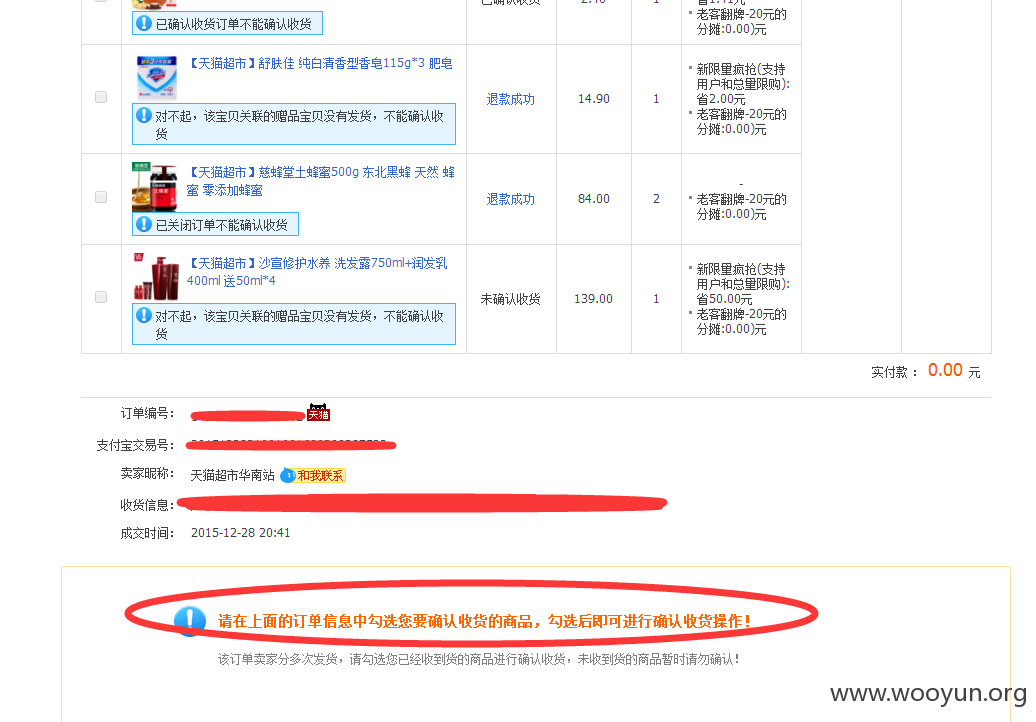 已确认收货
2.40
1
省1.41元
老客翻牌-20元的
分摊:0.00)元
已确认收货订单不能确认收货
【天猫超市】舒肤佳 纯白清香型香皂115g*3 肥皂
对不起，该宝贝关联的赠品宝贝没有发货，不能确认收
货
退款成功
14.90
1
新限量疯抢(支持
用户和总量限购):
省2.00元
老客翻牌-20元的
分摊:0.00)元
【天猫超市】慈蜂堂土蜂蜜500g 东北黑蜂 天然 蜂
蜜 零添加蜂蜜
已关闭订单不能确认收货
退款成功
84.00
2
-
老客翻牌-20元的
分摊:0.00)元
【天猫超市】沙宣修护水养 洗发露750ml+润发乳
400ml 送50ml*4
对不起，该宝贝关联的赠品宝贝没有发货，不能确认收
货
未确认收货
139.00
1
新限量疯抢(支持
用户和总量限购):
省50.00元
老客翻牌-20元的
分摊:0.00)元
实付款： 0.00 元
订单编号：
天猫
支付宝交易号：
卖家昵称： 天猫超市华南站 和我联系
收货信息：
成交时间： 2015-12-28 20:41
请在上面的订单信息中勾选您要确认收货的商品，勾选后即可进行确认收货操作！
该订单卖家分多次发货，请勾选您已经收到货的商品进行确认收货，未收到货的商品暂时请勿确认！
www.wooyun.org